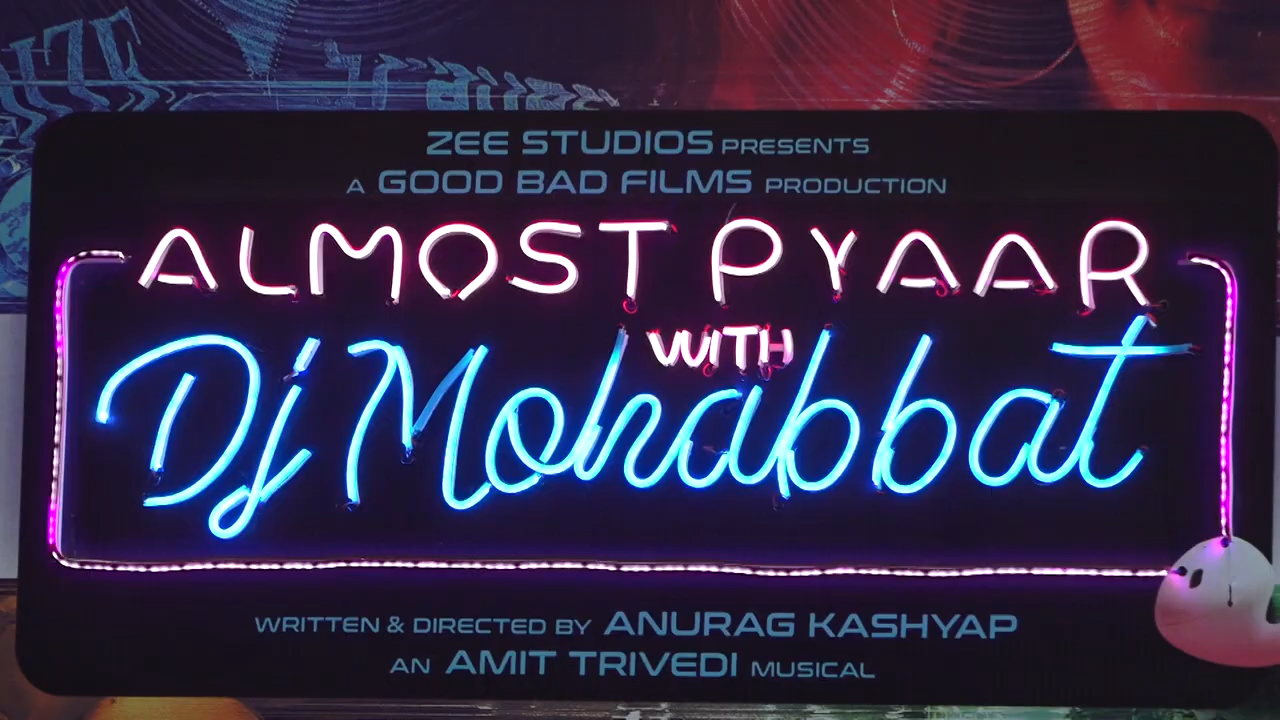 ZEE STUDIOS PRESENTS
A GOOD BAD FILMS PRODUCTION
ALMOST PYAAR
WITH
Dj Mohabbat
WRITTEN & DIRECTED BY ANURAG KASHYAP
AN AMIT TRIVEDI MUSICAL